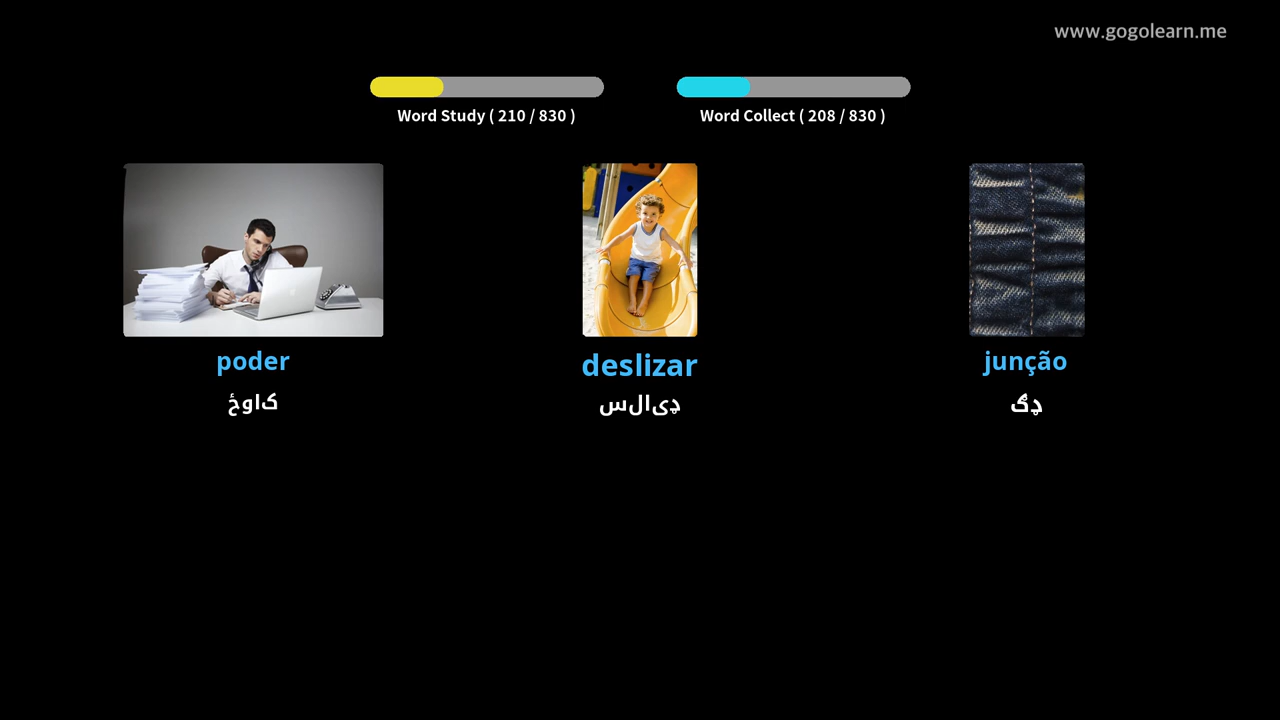 www.gogolearn.me
Word Study ( 210 / 830 )
Word Collect ( 208 / 830 )
poder
کاوځ
deslizar
ډیالس
junção
ډګ